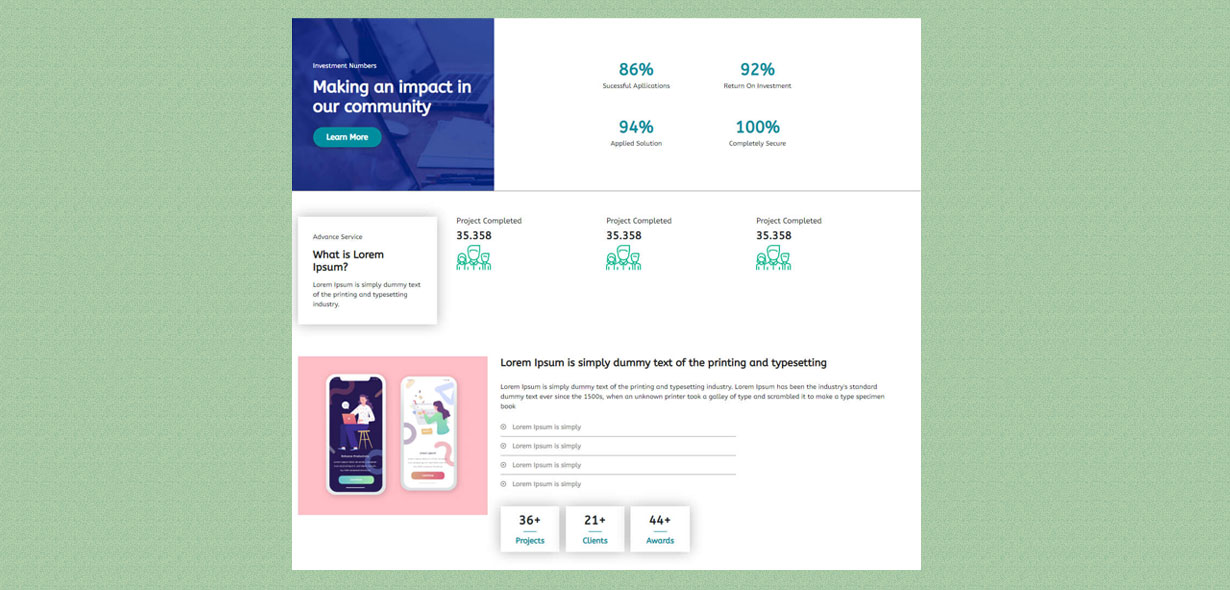 Investment Numbers
Making an impact in
our community
Learn More
86%
Sucessful Apllications
92%
Return On Investment
94%
Applied Solution
100%
Completely Secure
Advance Service
What is Lorem
Ipsum?
Lorem Ipsum is simply dummy text
of the printing and typesetting
industry.
Project Completed
35.358
Project Completed
35.358
Project Completed
35.358
Lorem Ipsum is simply dummy text of the printing and typesetting
Lorem Ipsum is simply dummy text of the printing and typesetting industry. Lorem Ipsum has been the industry's standard
dummy text ever since the 1500s, when an unknown printer took a galley of type and scrambled it to make a type specimen
book
Lorem Ipsum is simply
Lorem Ipsum is simply
Lorem Ipsum is simply
Lorem Ipsum is simply
36+
Projects
21+
Clients
44+
Awards